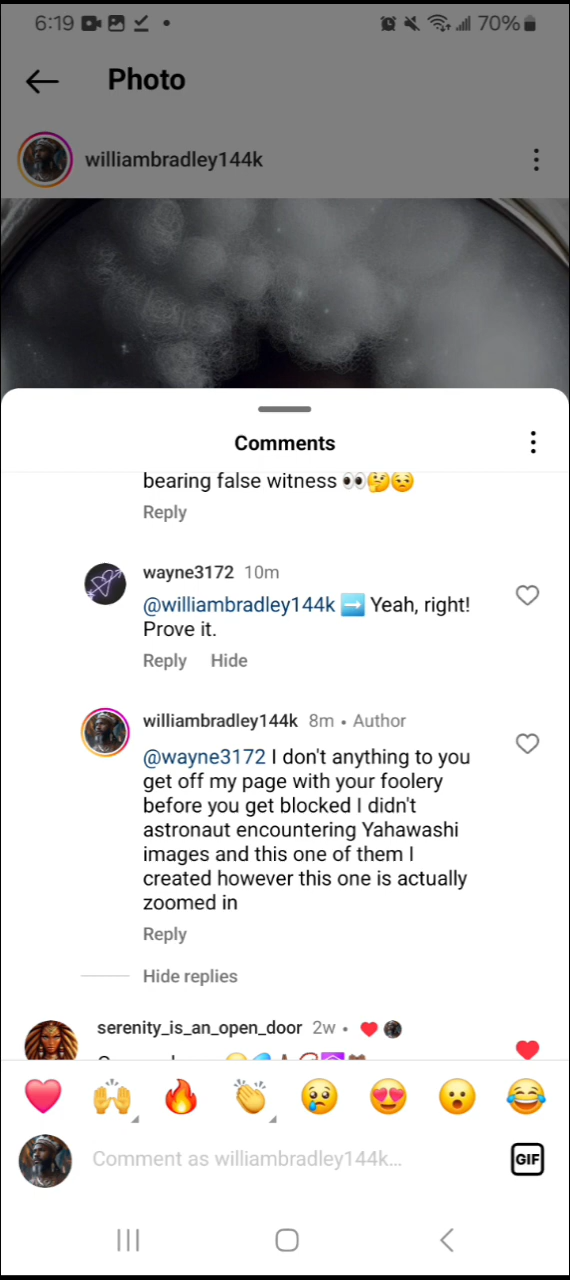 6:19
70%
Photo
williambradley144k
Comments
bearing false witness 👀🤔😒
Reply
wayne3172 10m
@williambradley144k ➡️ Yeah, right!
Prove it.
Reply Hide
williambradley144k 8m • Author
@wayne3172 I don't anything to you
get off my page with your foolery
before you get blocked I didn't
astronaut encountering Yahawashi
images and this one of them I
created however this one is actually
zoomed in
Reply
Hide replies
serenity_is_an_open_door 2w •
Comment as williambradley144k...
GIF